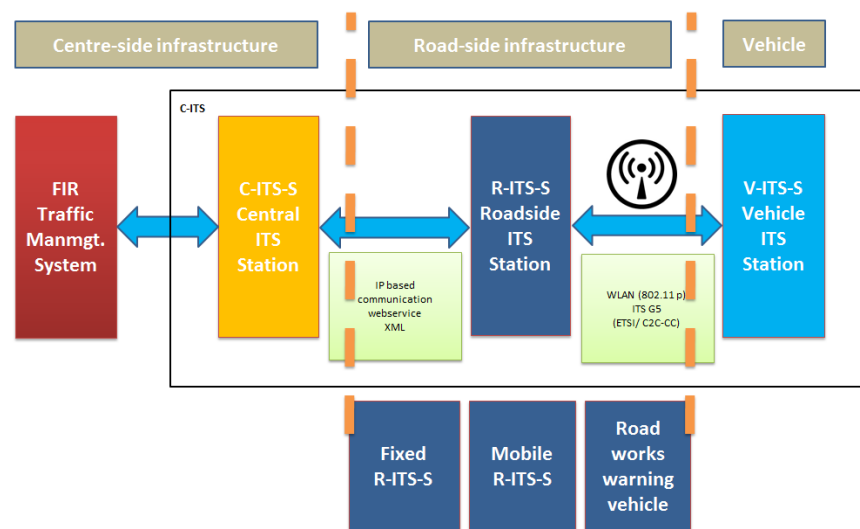 Centre-side infrastructure
Road-side infrastructure
Vehicle
C-ITS
FIR
Traffic
Manmgt.
System
C-ITS-S
Central
ITS
Station
R-ITS-S
Roadside
ITS
Station
V-ITS-S
Vehicle
ITS
Station
IP based
communication
webservice
XML
WLAN (802.11 p)
ITS G5
(ETSI/ C2C-CC)
Fixed
R-ITS-S
Mobile
R-ITS-S
Road
works
warning
vehicle